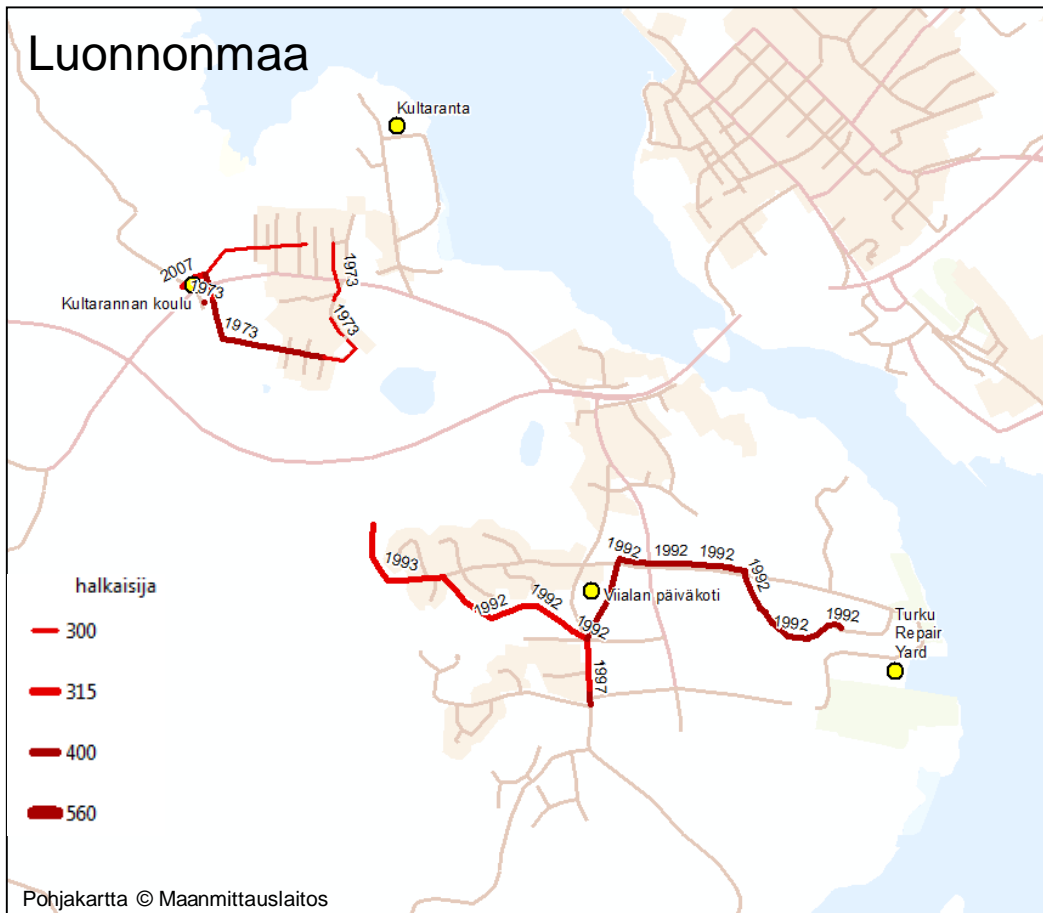 Luonnonmaa
Kultaranta
2007
1973
Kultarannan koulu
1973
1973
1973
1993
1992
1992
1992
1997
1992
1992
1992
1992
1992
1992
Viialan päiväkoti
Turku
Repair
Yard
halkaisija
300
315
400
560
Pohjakartta © Maanmittauslaitos